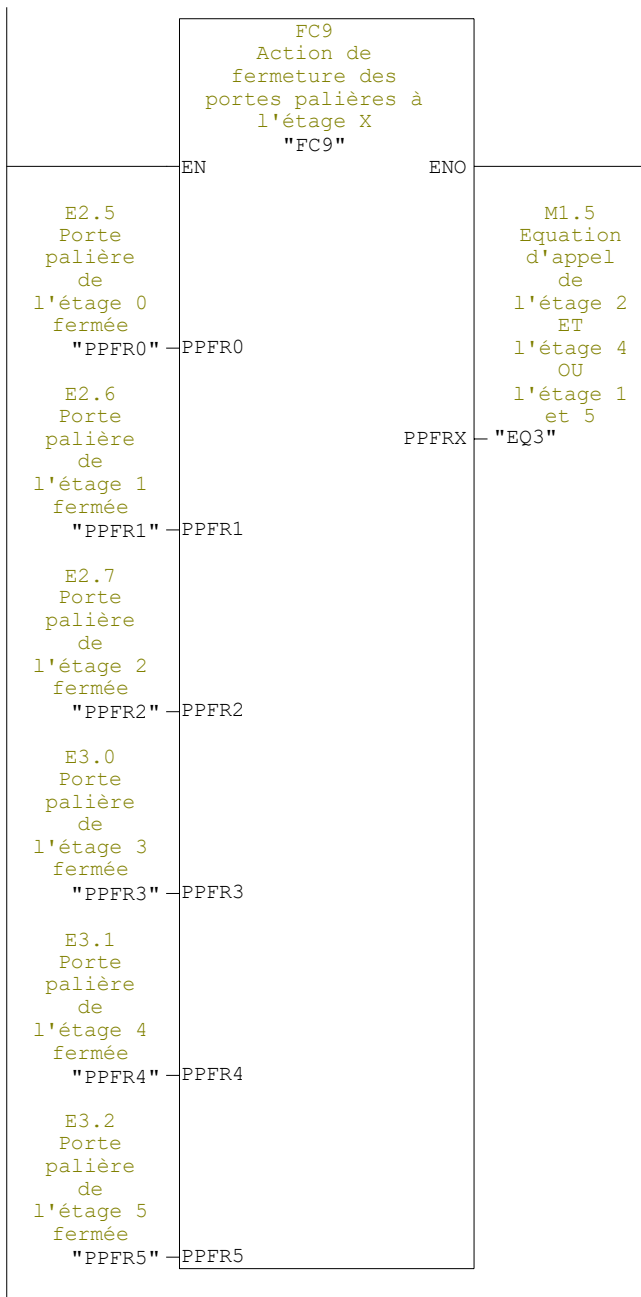 FC9
Action de
fermeture des
portes palières à
l'étage X
"FC9"
EN
ENO
E2.5
Porte
palière
de
l'étage 0
fermée
"PPFR0"
PPFR0
E2.6
Porte
palière
de
l'étage 1
fermée
"PPFR1"
PPFR1
E2.7
Porte
palière
de
l'étage 2
fermée
"PPFR2"
PPFR2
E3.0
Porte
palière
de
l'étage 3
fermée
"PPFR3"
PPFR3
E3.1
Porte
palière
de
l'étage 4
fermée
"PPFR4"
PPFR4
E3.2
Porte
palière
de
l'étage 5
fermée
"PPFR5"
PPFR5
M1.5
Equation
d'appel
de
l'étage 2
ET
l'étage 4
OU
l'étage 1
et 5
PPFRX
"EQ3"